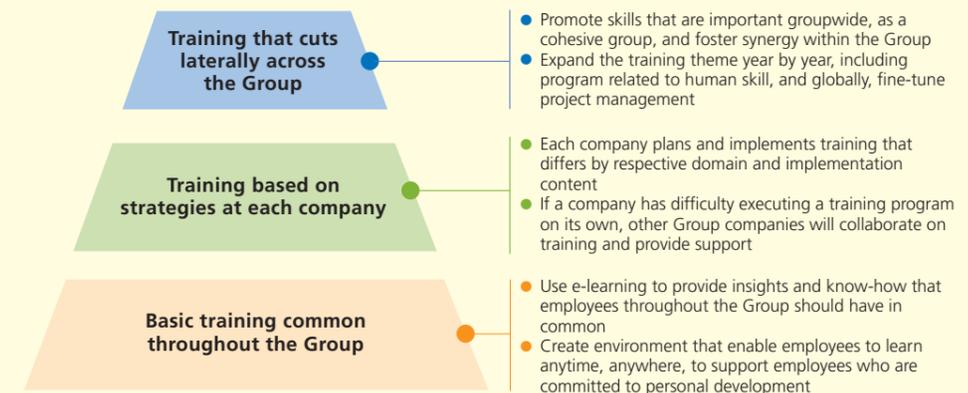 Training that cuts
laterally across
the Group
● Promote skills that are important groupwide, as a
cohesive group, and foster synergy within the Group
● Expand the training theme year by year, including
program related to human skill, and globally, fine-tune
project management
Training based on
strategies at each company
● Each company plans and implements training that
differs by respective domain and implementation
content
● If a company has difficulty executing a training program
on its own, other Group companies will collaborate on
training and provide support
Basic training common
throughout the Group
● Use e-learning to provide insights and know-how that
employees throughout the Group should have in
common
● Create environment that enable employees to learn
anytime, anywhere, to support employees who are
committed to personal development